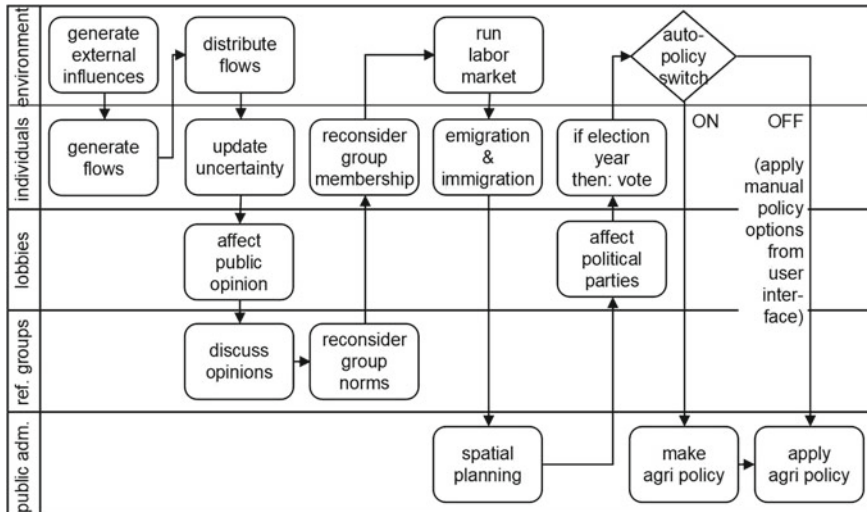 environment
generate
external
influences
distribute
flows
run
labor
market
auto-
policy
switch
individuals
generate
flows
update
uncertainty
reconsider
group
membership
emigration
&
immigration
if election
year
then: vote
ON
OFF
(apply
manual
policy
options
from
user
inter-
face)
lobbies
affect
public
opinion
affect
political
parties
ref. groups
discuss
opinions
reconsider
group
norms
public adm.
spatial
planning
make
agri policy
apply
agri policy